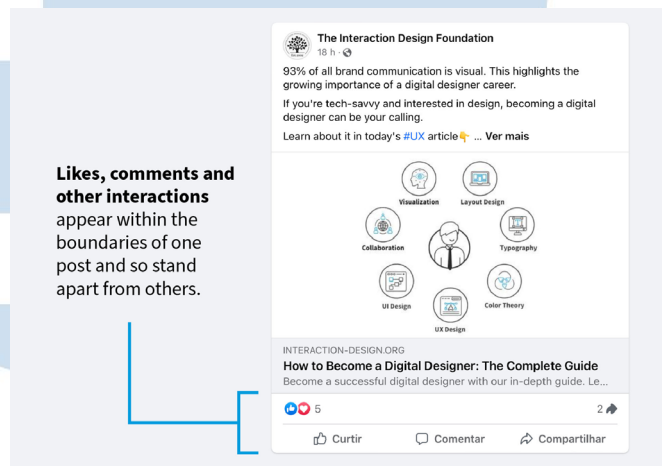 The Interaction Design Foundation
18 h ·
93% of all brand communication is visual. This highlights the
growing importance of a digital designer career.
If you're tech-savvy and interested in design, becoming a digital
designer can be your calling.
Learn about it in today's #UX article👇 ... Ver mais
Likes, comments and
other interactions
appear within the
boundaries of one
post and so stand
apart from others.
Visualization
Layout Design
Collaboration
Typography
UI Design
Color Theory
UX Design
INTERACTION-DESIGN.ORG
How to Become a Digital Designer: The Complete Guide
Become a successful digital designer with our in-depth guide. Le...
5
2
Curtir
Comentar
Compartilhar